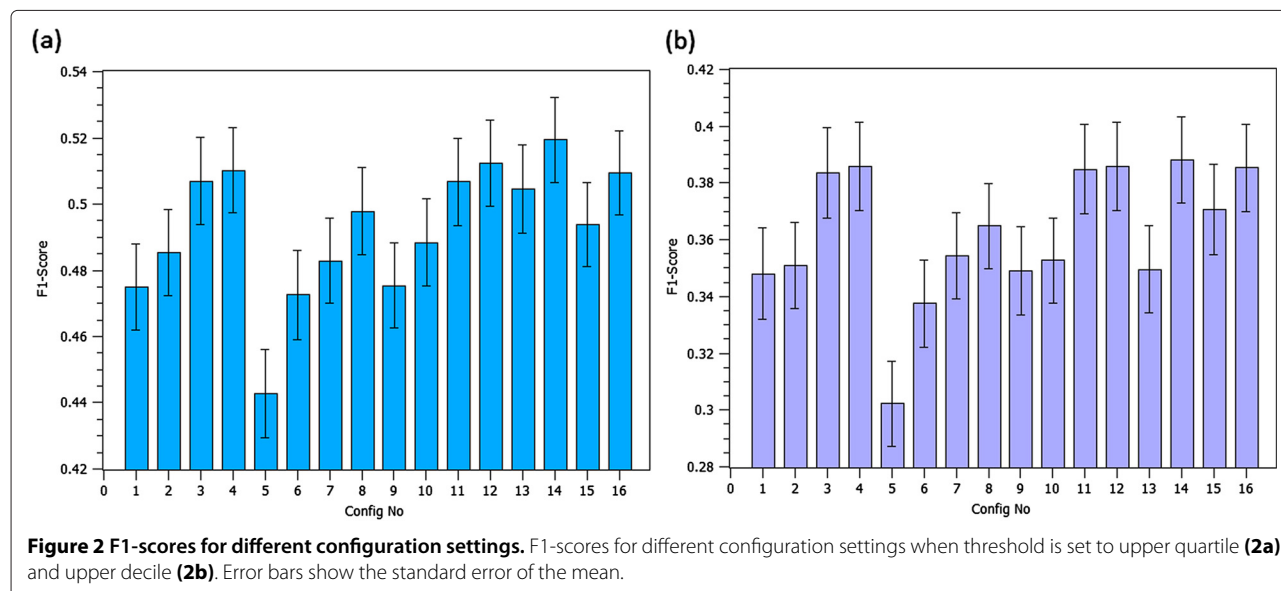 (a)
0.54
0.52
0.5
0.48
0.46
0.44
0.42
F1-Score
0 1 2 3 4 5 6 7 8 9 10 11 12 13 14 15 16
Config No
(b)
0.42
0.4
0.38
0.36
0.34
0.32
0.3
0.28
F1-Score
0 1 2 3 4 5 6 7 8 9 10 11 12 13 14 15 16
Config No
Figure 2 F1-scores for different configuration settings. F1-scores for different configuration settings when threshold is set to upper quartile (2a)
and upper decile (2b). Error bars show the standard error of the mean.